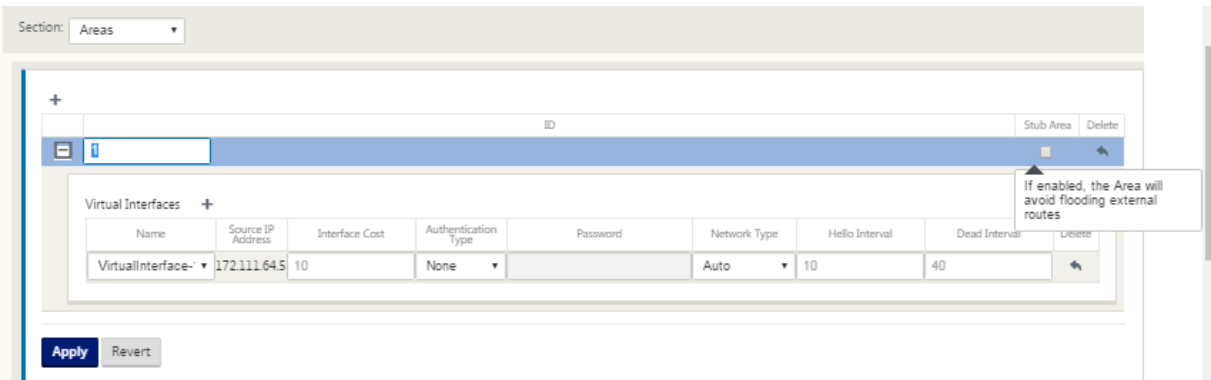 Section: Areas
+
ID Stub Area Delete
1
If enabled, the Area will
avoid flooding external
routes
Virtual Interfaces +
Name Source IP Address Interface Cost Authentication Type Password Network Type Hello Interval Dead Interval Delete
VirtualInterface- 172.111.64.5 10 None Auto 10 40
Apply Revert